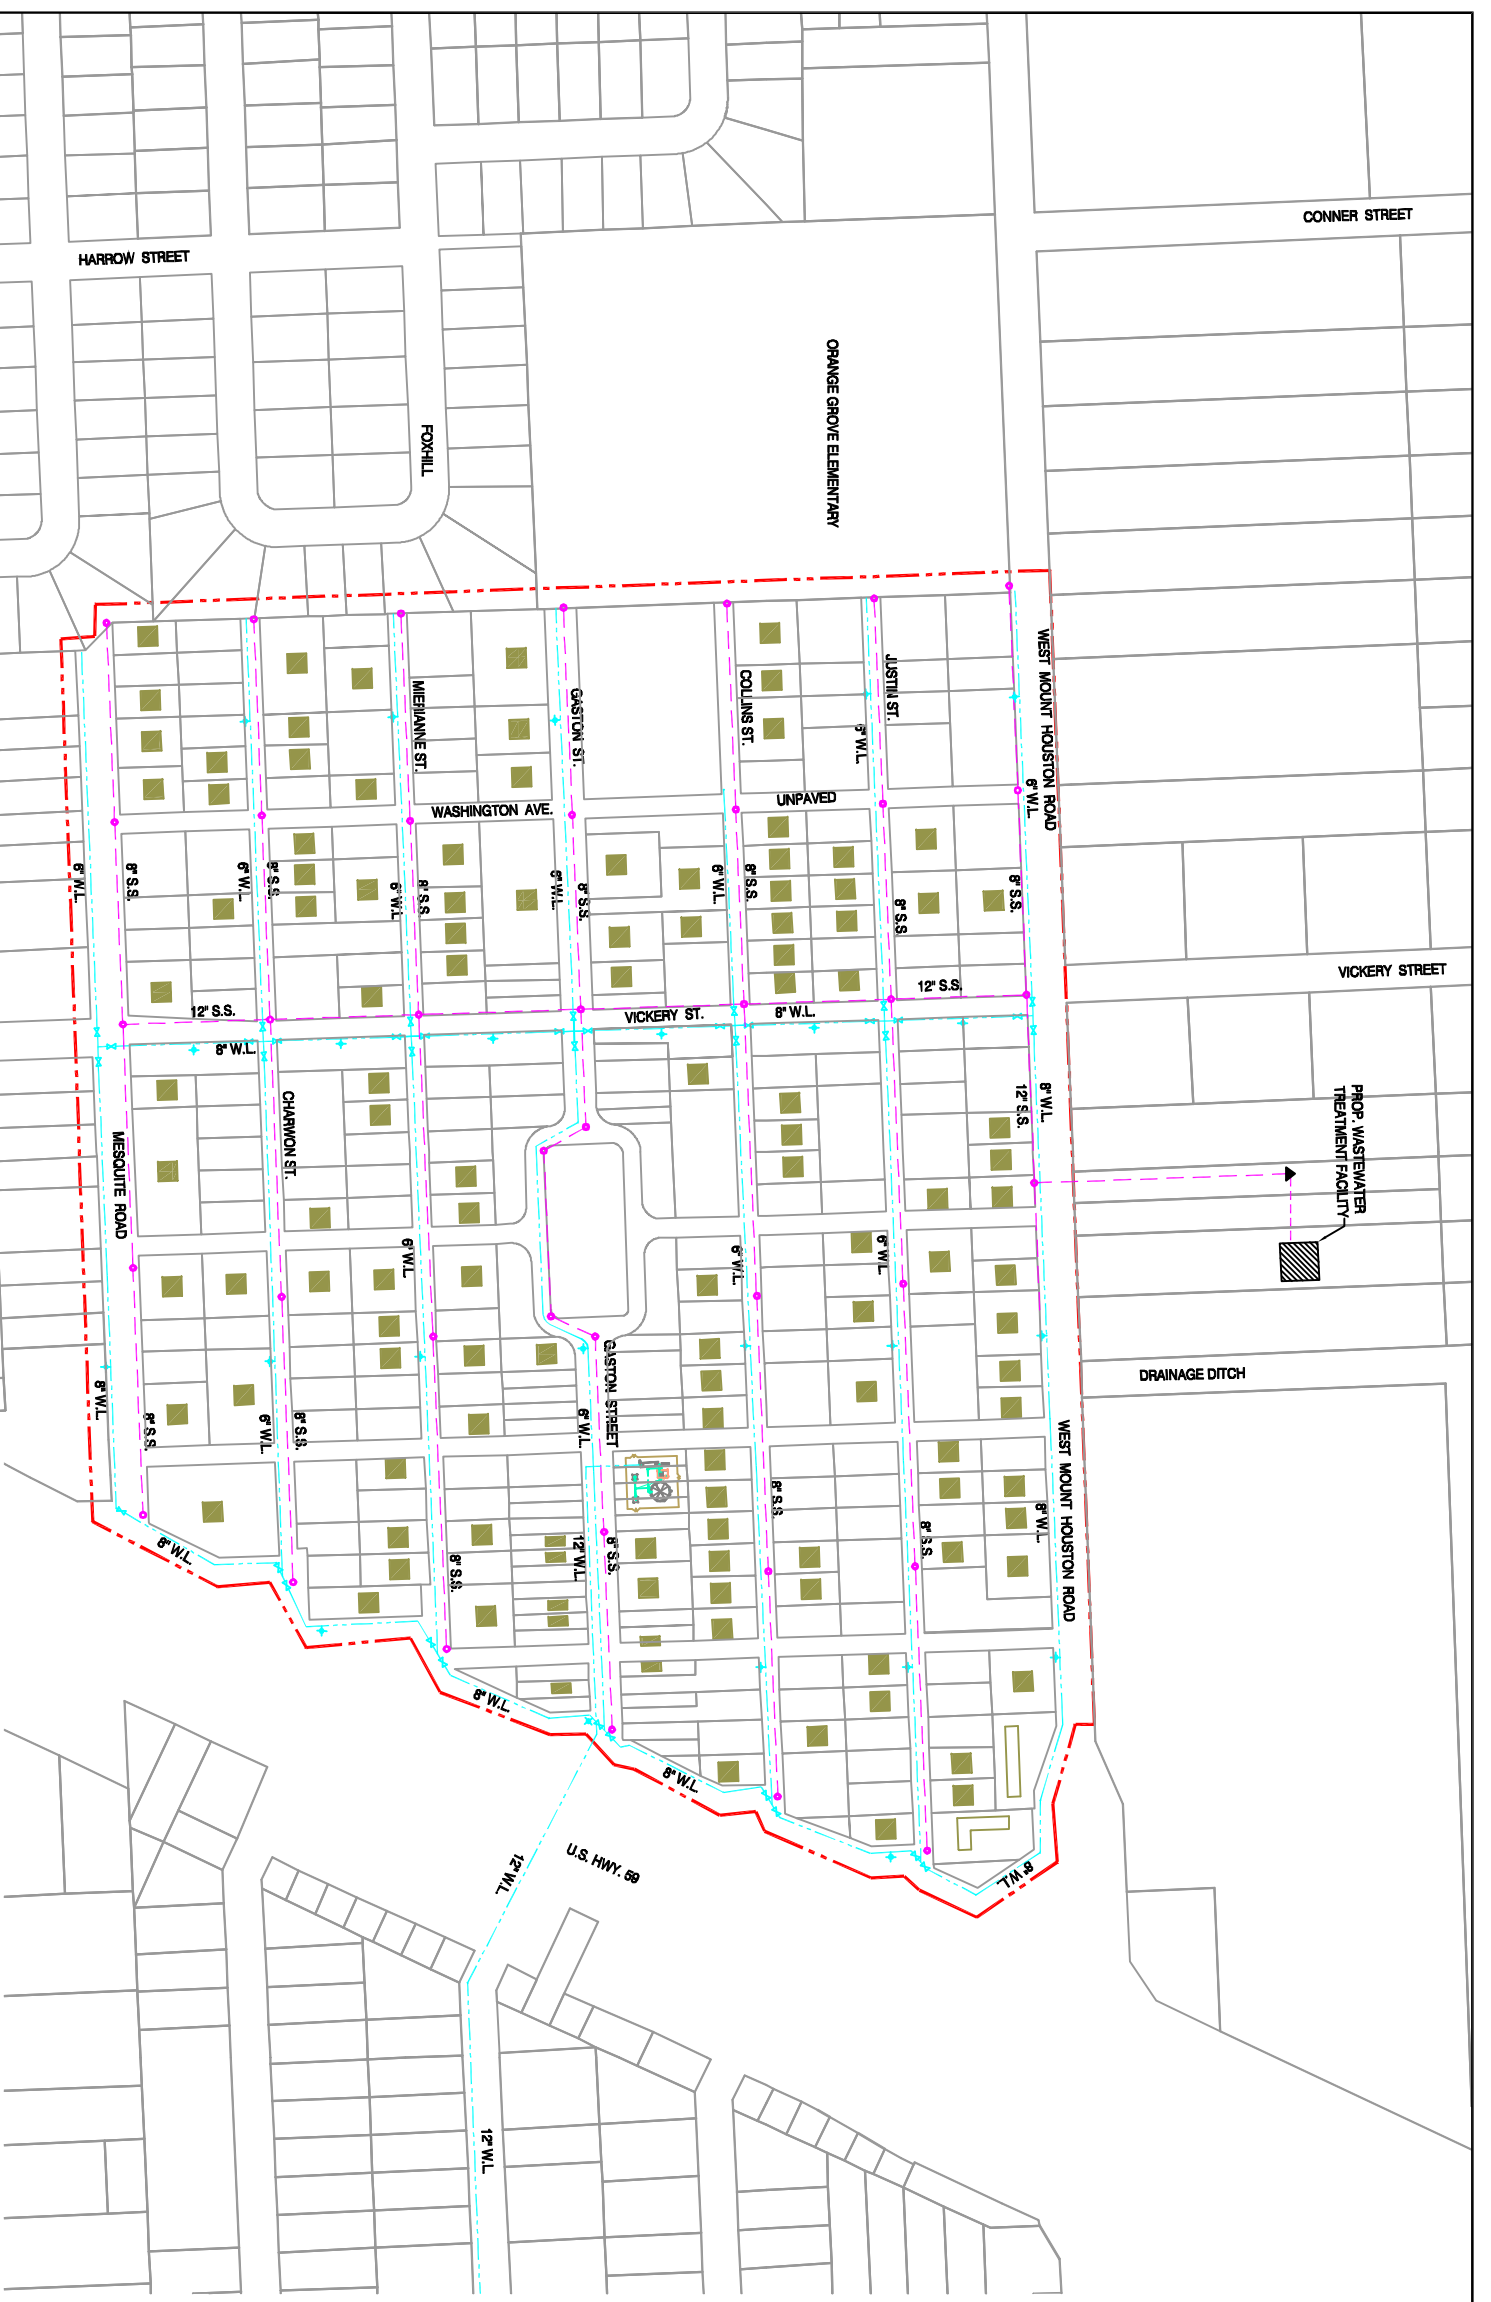 CONNER STREET
HARROW STREET
ORANGE GROVE ELEMENTARY
FOXHILL
WEST MOUNT HOUSTON ROAD
MIERIANNE ST.
GASTON ST.
COLLINS ST.
JUSTIN ST.
6" W.L.
6" W.L.
WASHINGTON AVE.
UNPAVED
6" W.L.
8" S.S.
6" W.L.
8" S.S.
6" W.L.
8" S.S.
6" W.L.
8" S.S.
6" W.L.
8" S.S.
8" S.S.
8" S.S.
VICKERY STREET
12" S.S.
12" S.S.
VICKERY ST.
8" W.L.
8" W.L.
8" W.L.
12" S.S.
PROP. WASTEWATER
TREATMENT FACILITY
MESQUITE ROAD
CHARWON ST.
6" W.L.
6" W.L.
6" W.L.
DRAINAGE DITCH
GASTON STREET
8" W.L.
8" S.S.
6" W.L.
8" S.S.
6" W.L.
WEST MOUNT HOUSTON ROAD
8" S.S.
8" W.L.
8" W.L.
8" S.S.
12" W.L.
8" S.S.
8" S.S.
8" W.L.
8" W.L.
8" W.L.
U.S. HWY. 59
12" W.L.
12" W.L.